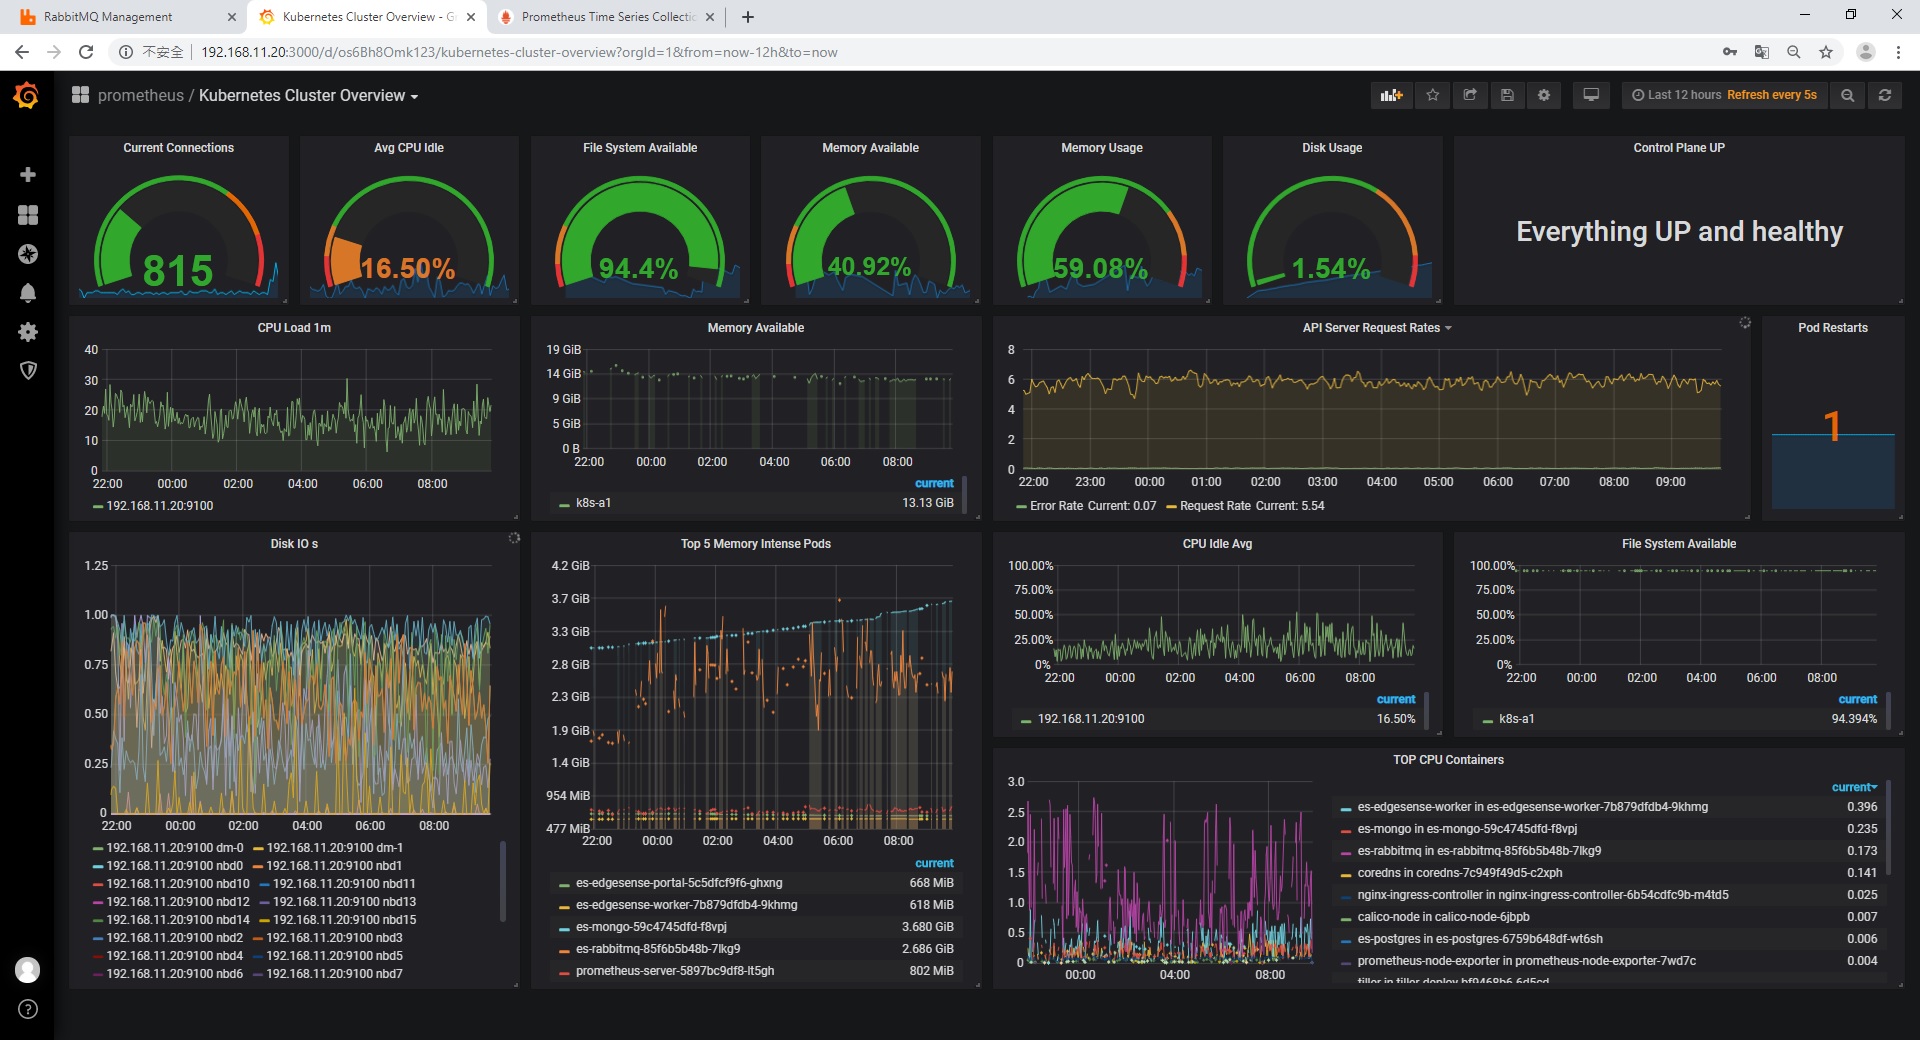 RabbitMQ Management
Kubernetes Cluster Overview - Gr
Prometheus Time Series Collectio
不安全
192.168.11.20:3000/d/os6Bh8Omk123/kubernetes-cluster-overview?orgId=1&from=now-12h&to=now
prometheus / Kubernetes Cluster Overview
Last 12 hours Refresh every 5s
Current Connections
815
Avg CPU Idle
16.50%
File System Available
94.4%
Memory Available
40.92%
Memory Usage
59.08%
Disk Usage
1.54%
Control Plane UP
Everything UP and healthy
CPU Load 1m
40
30
20
10
0
22:00 00:00 02:00 04:00 06:00 08:00
192.168.11.20:9100
Memory Available
19 GiB
14 GiB
9 GiB
5 GiB
0 B
22:00 00:00 02:00 04:00 06:00 08:00
current
k8s-a1 13.13 GiB
API Server Request Rates
8
6
4
2
0
22:00 23:00 00:00 01:00 02:00 03:00 04:00 05:00 06:00 07:00 08:00 09:00
Error Rate Current: 0.07 Request Rate Current: 5.54
Pod Restarts
1
Disk IO s
1.25
1.00
0.75
0.50
0.25
0
22:00 00:00 02:00 04:00 06:00 08:00
192.168.11.20:9100 dm-0 192.168.11.20:9100 dm-1
192.168.11.20:9100 nbd0 192.168.11.20:9100 nbd1
192.168.11.20:9100 nbd10 192.168.11.20:9100 nbd11
192.168.11.20:9100 nbd12 192.168.11.20:9100 nbd13
192.168.11.20:9100 nbd14 192.168.11.20:9100 nbd15
192.168.11.20:9100 nbd2 192.168.11.20:9100 nbd3
192.168.11.20:9100 nbd4 192.168.11.20:9100 nbd5
192.168.11.20:9100 nbd6 192.168.11.20:9100 nbd7
Top 5 Memory Intense Pods
4.2 GiB
3.7 GiB
3.3 GiB
2.8 GiB
2.3 GiB
1.9 GiB
1.4 GiB
954 MiB
477 MiB
22:00 00:00 02:00 04:00 06:00 08:00
current
es-edgesense-portal-5c5dfcf9f6-ghxng 668 MiB
es-edgesense-worker-7b879dfdb4-9khmg 618 MiB
es-mongo-59c4745dfd-f8vpj 3.680 GiB
es-rabbitmq-85f6b5b48b-7lkg9 2.686 GiB
prometheus-server-5897bc9df8-lt5gh 802 MiB
CPU Idle Avg
100.00%
75.00%
50.00%
25.00%
0%
22:00 00:00 02:00 04:00 06:00 08:00
current
192.168.11.20:9100 16.50%
File System Available
100.00%
75.00%
50.00%
25.00%
0%
22:00 00:00 02:00 04:00 06:00 08:00
current
k8s-a1 94.394%
TOP CPU Containers
3.0
2.5
2.0
1.5
1.0
0.5
0
00:00 04:00 08:00
current
es-edgesense-worker in es-edgesense-worker-7b879dfdb4-9khmg 0.396
es-mongo in es-mongo-59c4745dfd-f8vpj 0.235
es-rabbitmq in es-rabbitmq-85f6b5b48b-7lkg9 0.173
coredns in coredns-7c949f49d5-c2xph 0.141
nginx-ingress-controller in nginx-ingress-controller-6b54cdfc9b-m4td5 0.025
calico-node in calico-node-6jbpb 0.007
es-postgres in es-postgres-6759b648df-wt6sh 0.006
prometheus-node-exporter in prometheus-node-exporter-7wd7c 0.004